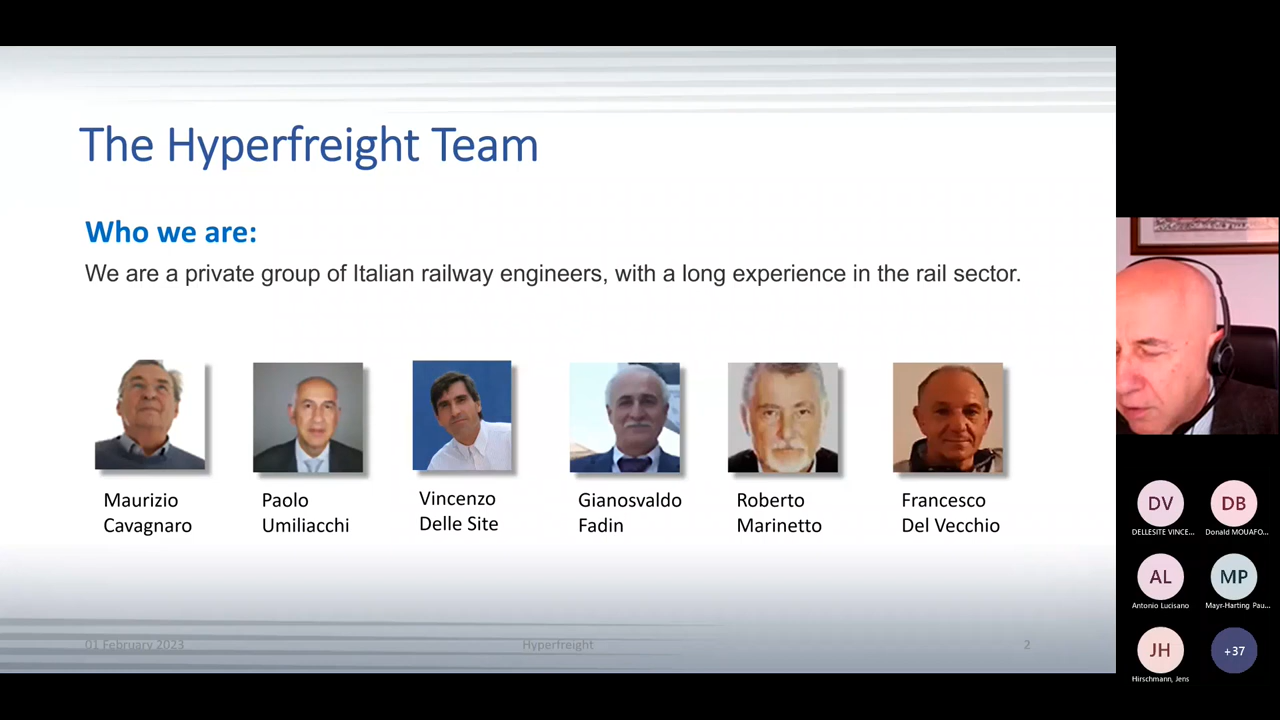 The Hyperfreight Team
Who we are:
We are a private group of Italian railway engineers, with a long experience in the rail sector.
Maurizio
Cavagnaro
Paolo
Umiliacchi
Vincenzo
Delle Site
Gianosvaldo
Fadin
Roberto
Marinetto
Francesco
Del Vecchio
01 February 2023
Hyperfreight
2
DV
DELLESITE VINCE...
DB
Donald MOUAFO...
AL
Antonio Lucisano
MP
Mayr-Harting Pau...
JH
Hirschmann, Jens
+37